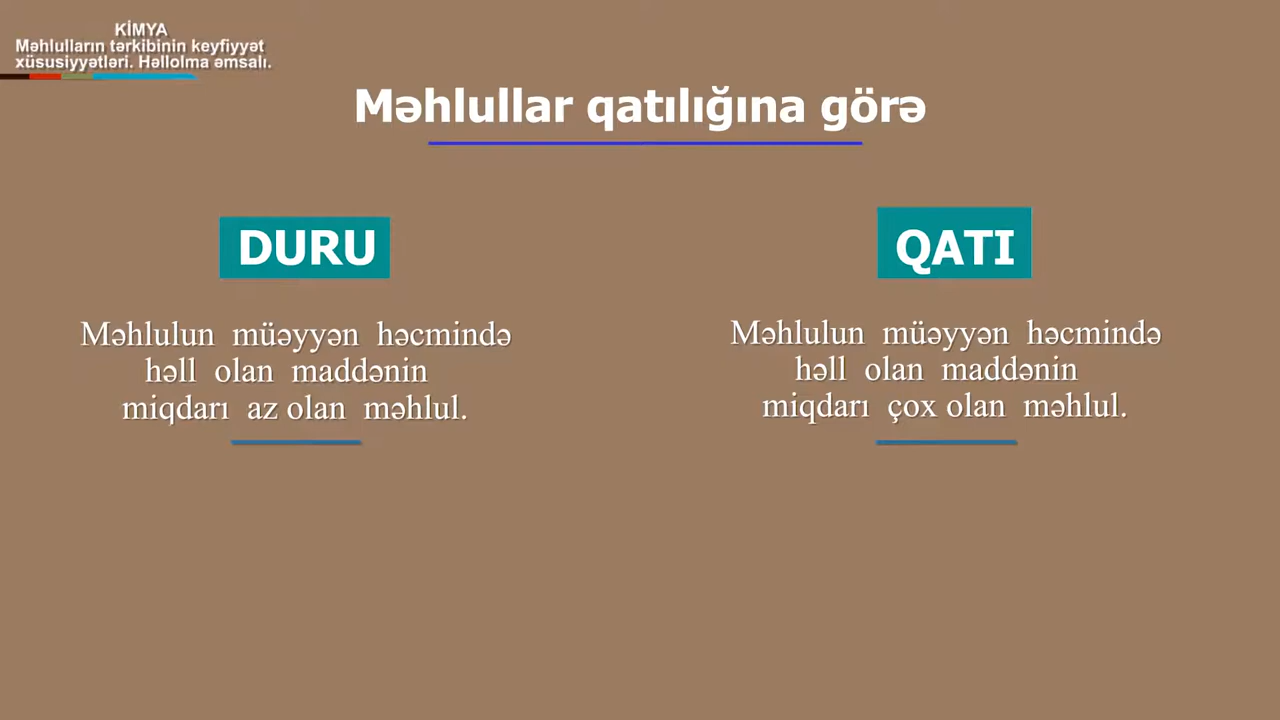 KİMYA
Məhlulların tərkibinin keyfiyyət
xüsusiyyətləri. Həllolma əmsalı.
Məhlullar qatılığına görə
DURU
Məhlulun müəyyən həcmində
həll olan maddənin
miqdarı az olan məhlul.
QATI
Məhlulun müəyyən həcmində
həll olan maddənin
miqdarı çox olan məhlul.